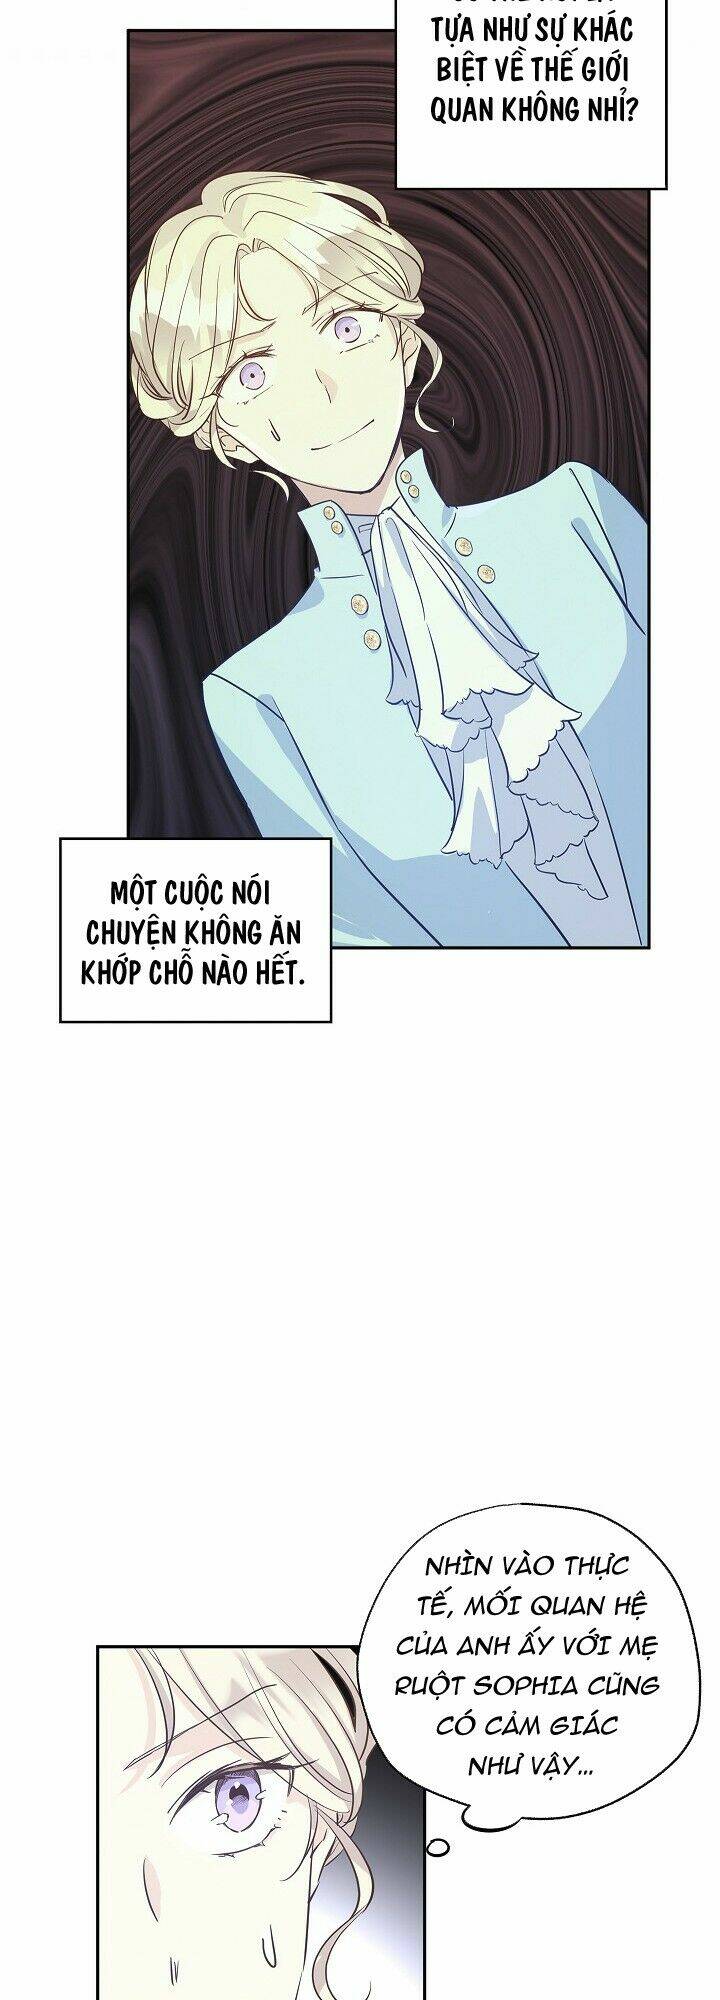 TỰA NHƯ SỰ KHÁC
BIỆT VỀ THẾ GIỚI
QUAN KHÔNG NHỈ?
MỘT CUỘC NÓI
CHUYỆN KHÔNG ĂN
KHỚP CHỖ NÀO HẾT.
NHÌN VÀO THỰC
TẾ, MỐI QUAN HỆ
CỦA ANH ẤY VỚI MẸ
RUỘT SOPHIA CŨNG
CÓ CẢM GIÁC
NHƯ VẬY...